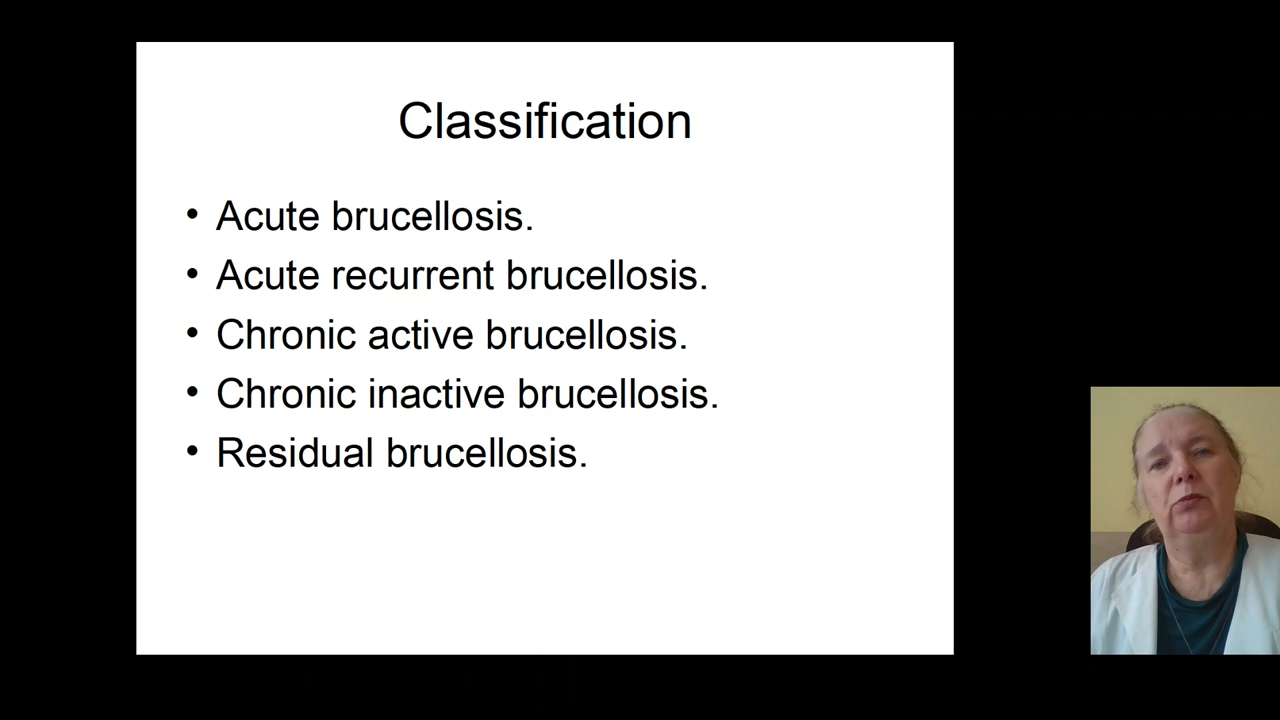 Classification
• Acute brucellosis.
• Acute recurrent brucellosis.
• Chronic active brucellosis.
• Chronic inactive brucellosis.
• Residual brucellosis.